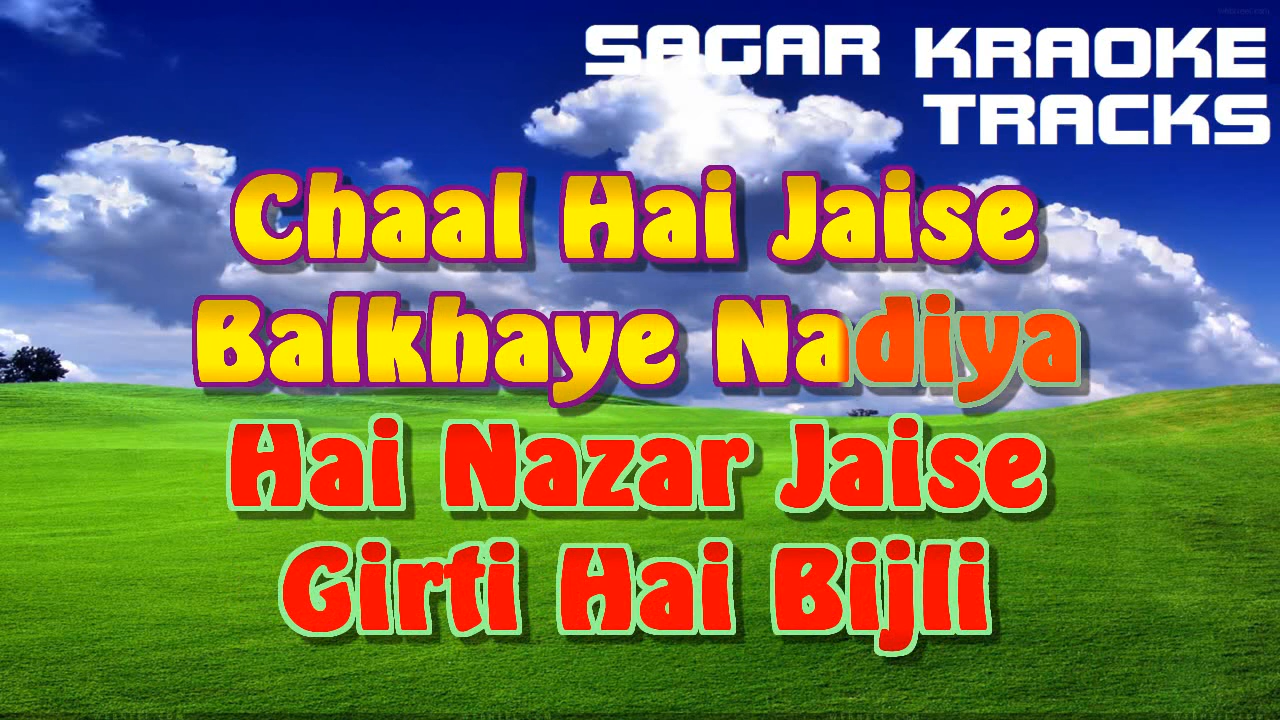 SAGAR KRAOKE
TRACKS
Chaal Hai Jaise
Balkhaye Nadiya
Hai Nazar Jaise
Girti Hai Bijli